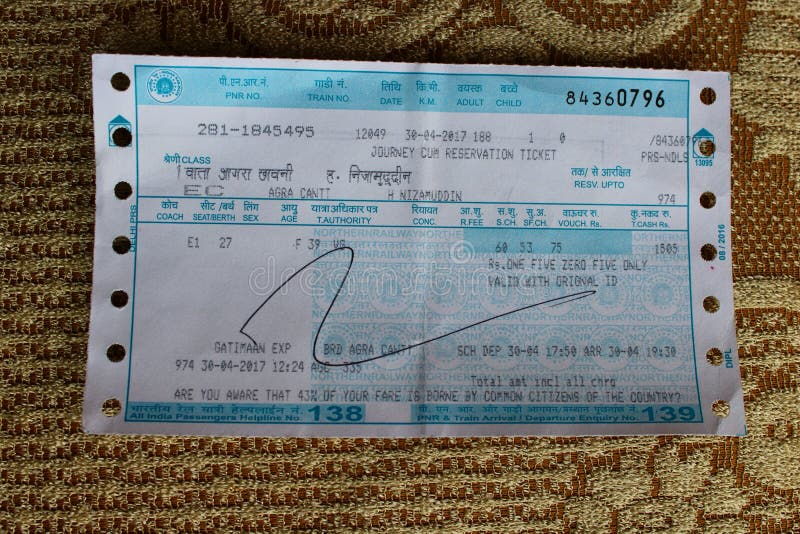 पी.एन.आर.नं. गाड़ी नं. तिथि कि.मी. वयस्क बच्चे
PNR NO. TRAIN NO. DATE K.M. ADULT CHILD 84360796
281-1845495 12049 30-04-2017 188 1 0
JOURNEY CUM RESERVATION TICKET PRS-NDLS
श्रेणी CLASS तक/ से आरक्षित
वाता आगरा छावनी ह. निजामुद्दीन RESV. UPTO
EC AGRA CANTT H NIZAMUDDIN 974
कोच सीट/बर्थ लिंग आयु यात्रा अधिकार पत्र रियायत आ.शु. सु.शु. सु.अ. वाऊचर रु. कु.नकद रु.
COACH SEAT/BERTH SEX AGE T.AUTHORITY CONC. R.FEE S.CH. SF. VOUCH. Rs. T.CASH Rs.
E1 27 F 39 VG 60 53 75 1505
Rs.ONE FIVE ZERO FIVE ONLY
VALID WITH ORIGNAL ID
GATIMAAN EXP BRD AGRA CANTT SCH DEP 30-04 17:50 ARR 30-04 19:30
974 30-04-2017 12:24 335
Total amt incl all chrg
ARE YOU AWARE THAT 43% OF YOUR FARE IS BORNE BY COMMON CITIZENS OF THE COUNTRY?
भारतीय रेल यात्री हेल्पलाईन नं. 138
All India Passengers Helpline No.
पी. एन. आर. और गाड़ी आगमन/प्रस्थान पूछताछ नं. 139
PNR & Train Arrival / Departure Enquiry No.
DELHI PRS
13095
08 / 2016
DIPL
dreamstime